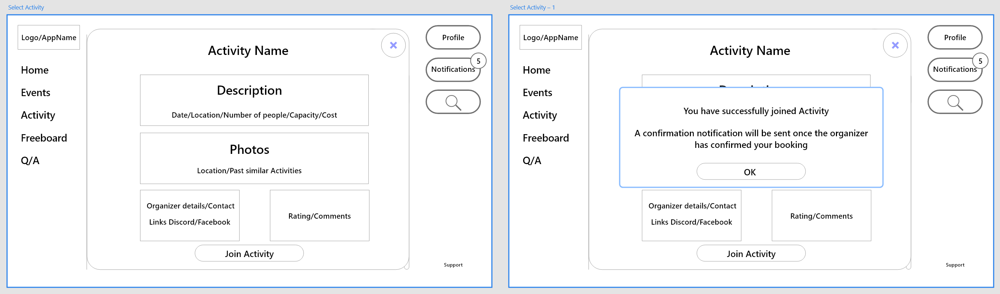 Select Activity
Logo/AppName
Home
Events
Activity
Freeboard
Q/A
Activity Name
Description
Date/Location/Number of people/Capacity/Cost
Photos
Location/Past similar Activities
Organizer details/Contact
Links Discord/Facebook
Rating/Comments
Join Activity
Profile
Notifications
5
Support
Select Activity – 1
Logo/AppName
Home
Events
Activity
Freeboard
Q/A
Activity Name
You have successfully joined Activity
A confirmation notification will be sent once the organizer
has confirmed your booking
OK
Organizer details/Contact
Links Discord/Facebook
Rating/Comments
Join Activity
Profile
Notifications
5
Support